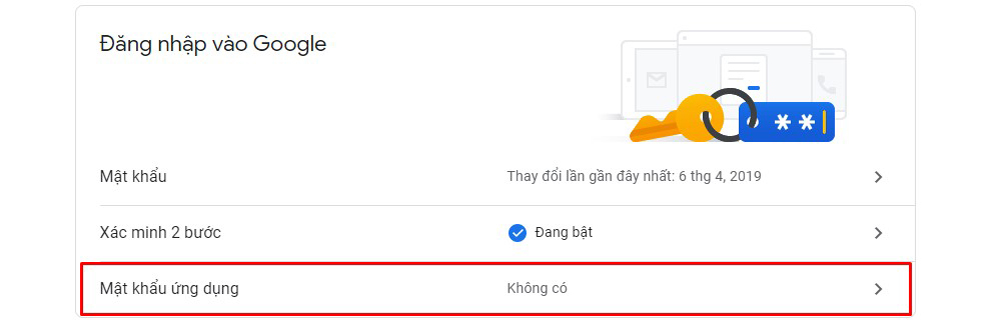 Đăng nhập vào Google
**
Mật khẩu Thay đổi lần gần đây nhất: 6 thg 4, 2019
Xác minh 2 bước Đang bật
Mật khẩu ứng dụng Không có